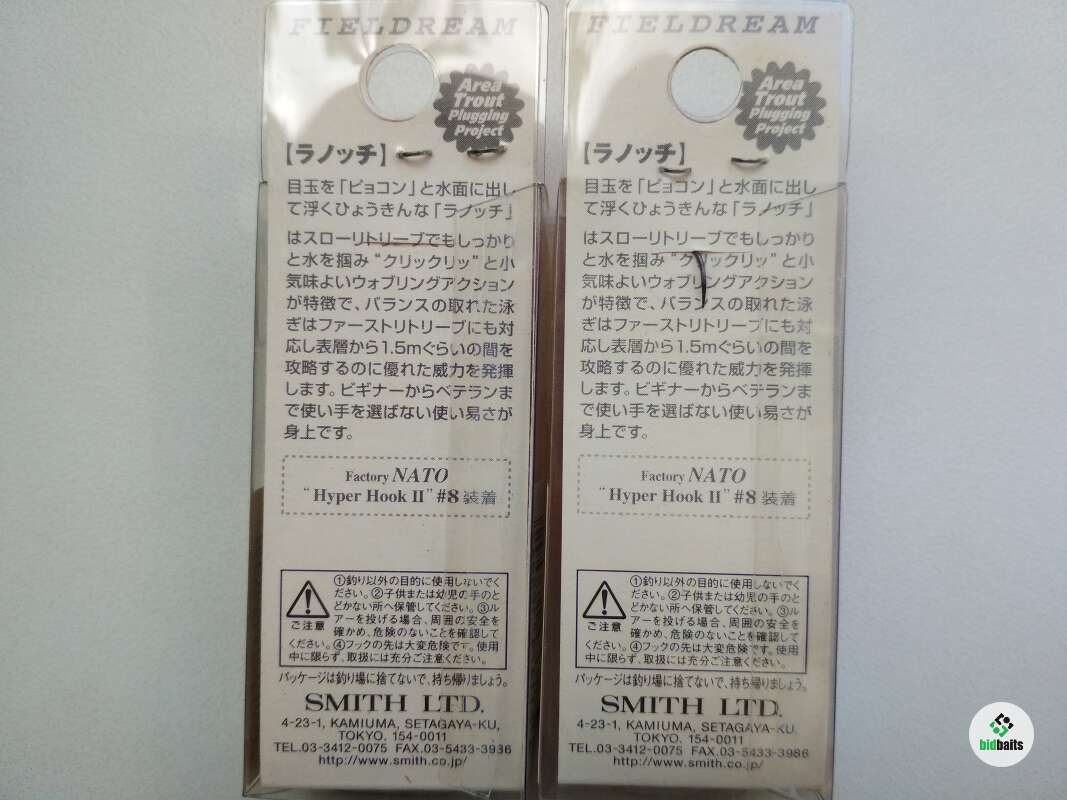 FIELDREAM
Area
Trout
Plugging
Project
【ラノッチ】
目玉を「ピョコン」と水面に出し
て浮くひょうきんな「ラノッチ」
はスローリトリーブでもしっかり
と水を掴み“クリックリッ”と小
気味よいウォブリングアクション
が特徴で、バランスの取れた泳
ぎはファーストリトリーブにも対
応し表層から1.5mぐらいの間を
攻略するのに優れた威力を発揮
します。ビギナーからベテランま
で使い手を選ばない使い易さが
身上です。
Factory NATO
“Hyper Hook II” #8 装着
ご注意
①釣り以外の目的に使用しないでく
ださい。②子供または幼児の手のと
どかない所へ保管してください。③ル
アーを投げる場合、周囲の安全を
確かめ、危険のないことを確認して
ください。④フックの先は大変危険です。使用
中に限らず、取扱には充分ご注意ください。
パッケージは釣り場に捨てないで、持ち帰りましょう。
SMITH LTD.
4-23-1, KAMIUMA, SETAGAYA-KU,
TOKYO. 154-0011
TEL.03-3412-0075 FAX.03-5433-3986
http://www.smith.co.jp/
FIELDREAM
Area
Trout
Plugging
Project
【ラノッチ】
目玉を「ピョコン」と水面に出し
て浮くひょうきんな「ラノッチ」
はスローリトリーブでもしっかり
と水を掴み“クリックリッ”と小
気味よいウォブリングアクション
が特徴で、バランスの取れた泳
ぎはファーストリトリーブにも対
応し表層から1.5mぐらいの間を
攻略するのに優れた威力を発揮
します。ビギナーからベテランま
で使い手を選ばない使い易さが
身上です。
Factory NATO
“Hyper Hook II” #8 装着
ご注意
①釣り以外の目的に使用しないでく
ださい。②子供または幼児の手のと
どかない所へ保管してください。③ル
アーを投げる場合、周囲の安全を
確かめ、危険のないことを確認して
ください。④フックの先は大変危険です。使用
中に限らず、取扱には充分ご注意ください。
パッケージは釣り場に捨てないで、持ち帰りましょう。
SMITH LTD.
4-23-1, KAMIUMA, SETAGAYA-KU,
TOKYO. 154-0011
TEL.03-3412-0075 FAX.03-5433-3986
http://www.smith.co.jp/
bidbaits